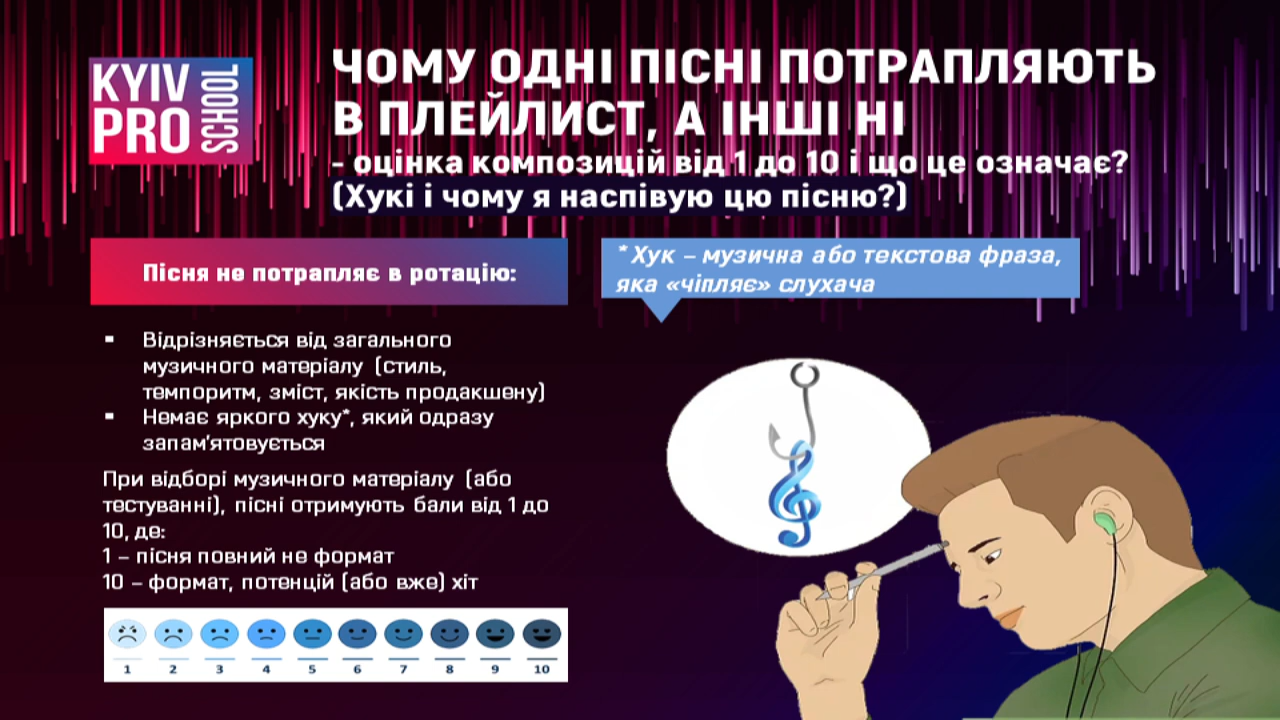 KYIV
PRO
SCHOOL
ЧОМУ ОДНІ ПІСНІ ПОТРАПЛЯЮТЬ
В ПЛЕЙЛИСТ, А ІНШІ НІ
- оцінка композицій від 1 до 10 і що це означає?
(Хукі і чому я наспівую цю пісню?)
Пісня не потрапляє в ротацію:
* Хук – музична або текстова фраза,
яка «чіпляє» слухача
▪ Відрізняється від загального
музичного матеріалу (стиль,
темпоритм, зміст, якість продакшену)
▪ Немає яркого хуку*, який одразу
запам'ятовується
При відборі музичного матеріалу (або
тестуванні), пісні отримують бали від 1 до
10, де:
1 – пісня повний не формат
10 – формат, потенцій (або вже) хіт
1 2 3 4 5 6 7 8 9 10